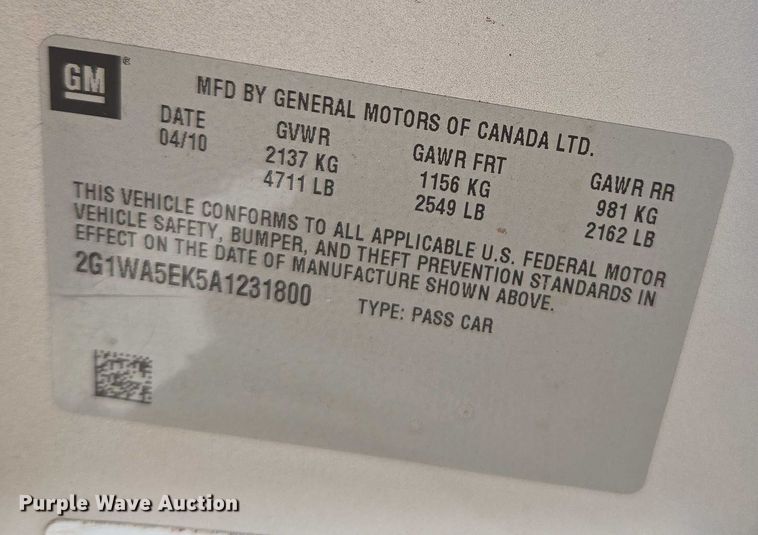 GM®
MFD BY GENERAL MOTORS OF CANADA LTD.
DATE GVWR GAWR FRT GAWR RR
04/10 2137 KG 1156 KG 981 KG
4711 LB 2549 LB 2162 LB
THIS VEHICLE CONFORMS TO ALL APPLICABLE U.S. FEDERAL MOTOR
VEHICLE SAFETY, BUMPER, AND THEFT PREVENTION STANDARDS IN
EFFECT ON THE DATE OF MANUFACTURE SHOWN ABOVE.
2G1WA5EK5A1231800 TYPE: PASS CAR
Purple Wave Auction